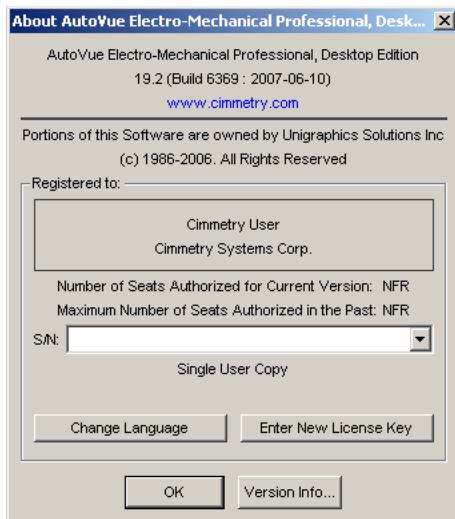 About AutoVue Electro-Mechanical Professional, Desk...
AutoVue Electro-Mechanical Professional, Desktop Edition
19.2 (Build 6369 : 2007-06-10)
www.cimmetry.com
Portions of this Software are owned by Unigraphics Solutions Inc
(c) 1986-2006. All Rights Reserved
Registered to:
Cimmetry User
Cimmetry Systems Corp.
Number of Seats Authorized for Current Version: NFR
Maximum Number of Seats Authorized in the Past: NFR
S/N:
Single User Copy
Change Language Enter New License Key
OK Version Info...